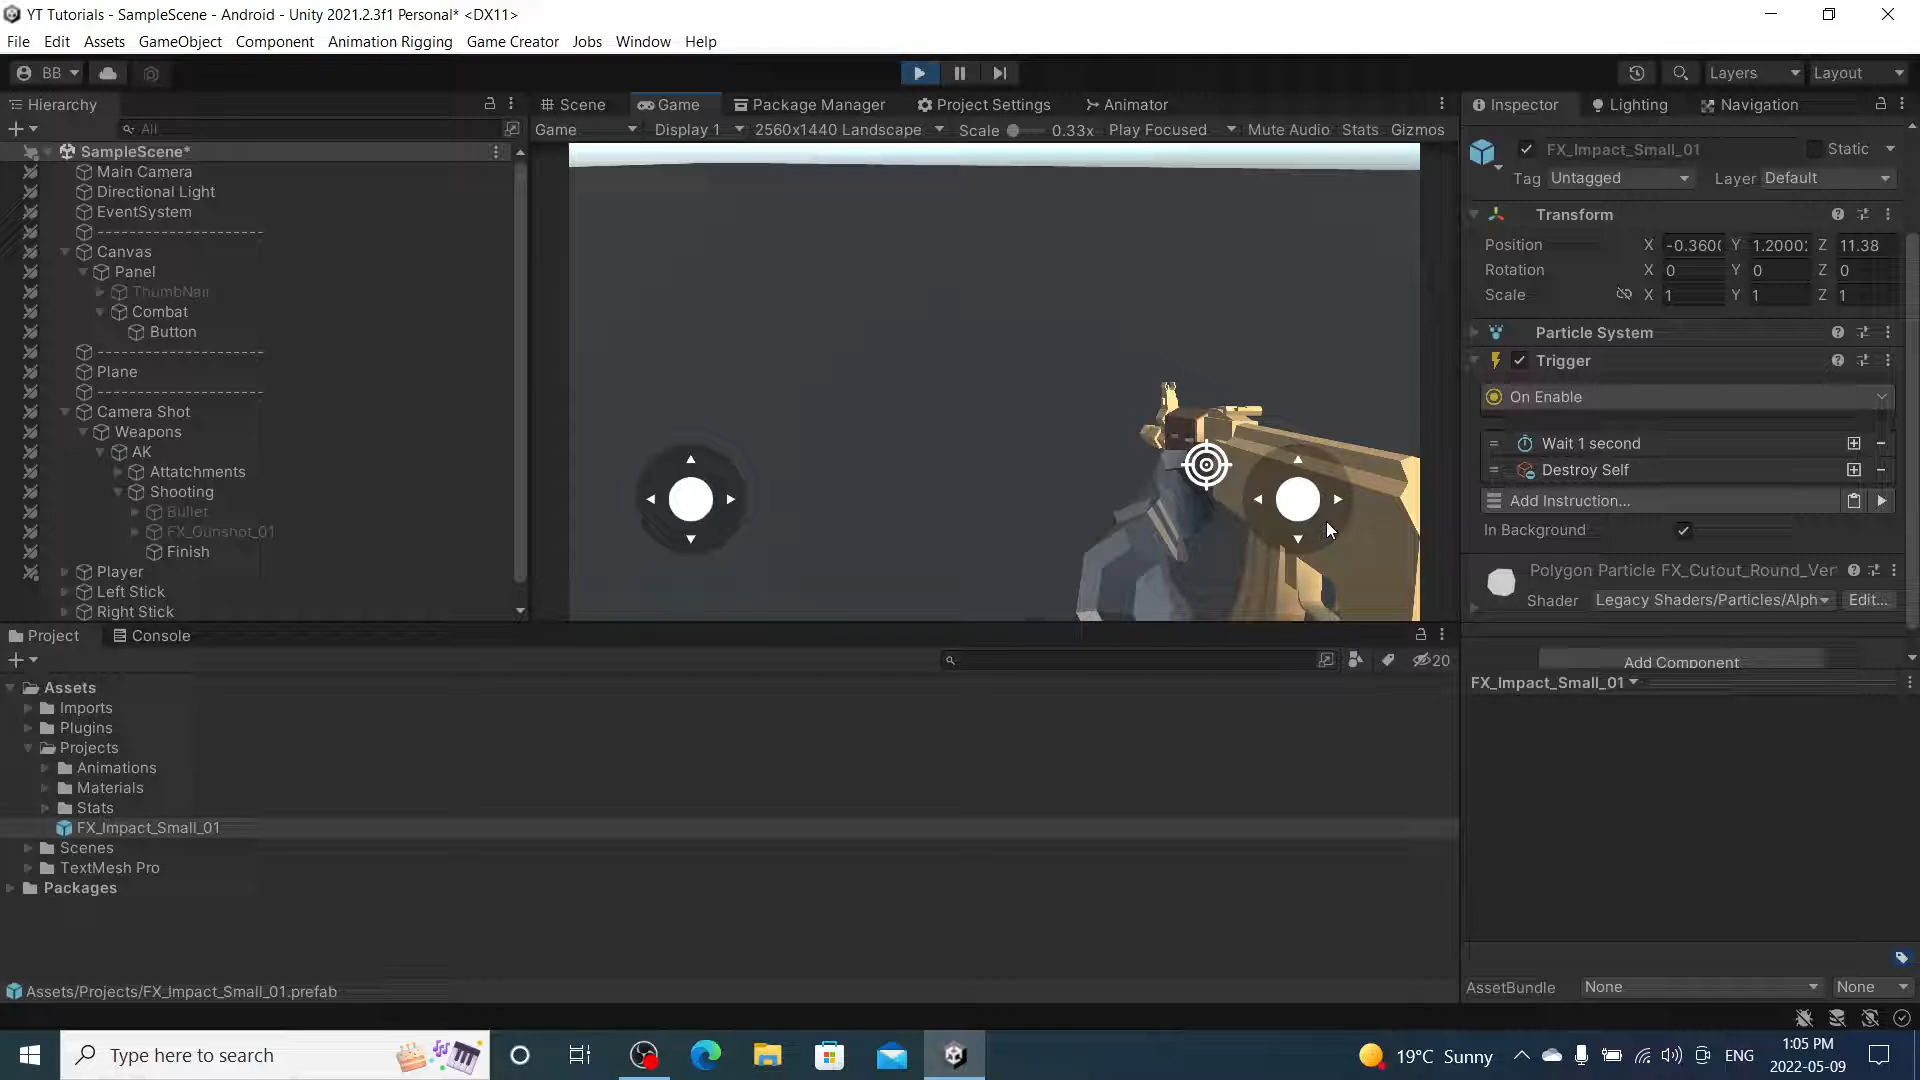 YT Tutorials - SampleScene - Android - Unity 2021.2.3f1 Personal* <DX11>
File Edit Assets GameObject Component Animation Rigging Game Creator Jobs Window Help
BB Layers Layout
Hierarchy
All
SampleScene*
Main Camera
Directional Light
EventSystem
---------------------
Canvas
Panel
ThumbNail
Combat
Button
---------------------
Plane
---------------------
Camera Shot
Weapons
AK
Attatchments
Shooting
Bullet
FX_Gunshot_01
Finish
Player
Left Stick
Right Stick
Scene Game Package Manager Project Settings Animator
Game Display 1 2560x1440 Landscape Scale 0.33x Play Focused Mute Audio Stats Gizmos
Inspector Lighting Navigation
FX_Impact_Small_01 Static
Tag Untagged Layer Default
Transform
Position X -0.360( Y 1.2000: Z 11.38
Rotation X 0 Y 0 Z 0
Scale X 1 Y 1 Z 1
Particle System
Trigger
On Enable
Wait 1 second
Destroy Self
Add Instruction...
In Background
Polygon Particle FX_Cutout_Round_Ver
Shader Legacy Shaders/Particles/Alph Edit...
Add Component
FX_Impact_Small_01
AssetBundle None None
Project Console
20
Assets
Imports
Plugins
Projects
Animations
Materials
Stats
FX_Impact_Small_01
Scenes
TextMesh Pro
Packages
Assets/Projects/FX_Impact_Small_01.prefab
Type here to search
19°C Sunny ENG 1:05 PM
2022-05-09